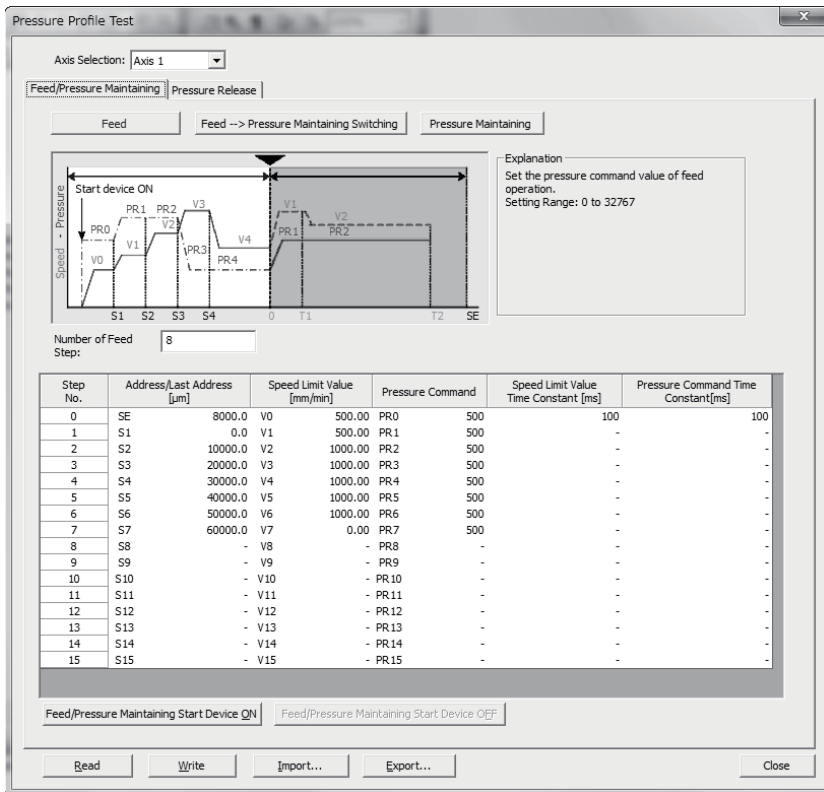 Pressure Profile Test
Axis Selection: Axis 1
Feed/Pressure Maintaining Pressure Release
Feed Feed --> Pressure Maintaining Switching Pressure Maintaining
Explanation
Set the pressure command value of feed
operation.
Setting Range: 0 to 32767
Speed - Pressure
Start device ON
PR0 PR1 PR2 V3 V1 V2
V0 V1 V2 PR3 V4 PR4 PR1 PR2
S1 S2 S3 S4 0 T1 T2 SE
Number of Feed
Step:
8
Step
No. Address/Last Address
[µm] Speed Limit Value
[mm/min] Pressure Command Speed Limit Value
Time Constant [ms] Pressure Command Time
Constant[ms]
0 SE 8000.0 V0 500.00 PR0 500 100 100
1 S1 0.0 V1 500.00 PR1 500 - -
2 S2 10000.0 V2 1000.00 PR2 500 - -
3 S3 20000.0 V3 1000.00 PR3 500 - -
4 S4 30000.0 V4 1000.00 PR4 500 - -
5 S5 40000.0 V5 1000.00 PR5 500 - -
6 S6 50000.0 V6 1000.00 PR6 500 - -
7 S7 60000.0 V7 0.00 PR7 500 - -
8 S8 - V8 - PR8 - - -
9 S9 - V9 - PR9 - - -
10 S10 - V10 - PR10 - - -
11 S11 - V11 - PR11 - - -
12 S12 - V12 - PR12 - - -
13 S13 - V13 - PR13 - - -
14 S14 - V14 - PR14 - - -
15 S15 - V15 - PR15 - - -
Feed/Pressure Maintaining Start Device ON Feed/Pressure Maintaining Start Device OFF
Read Write Import... Export... Close